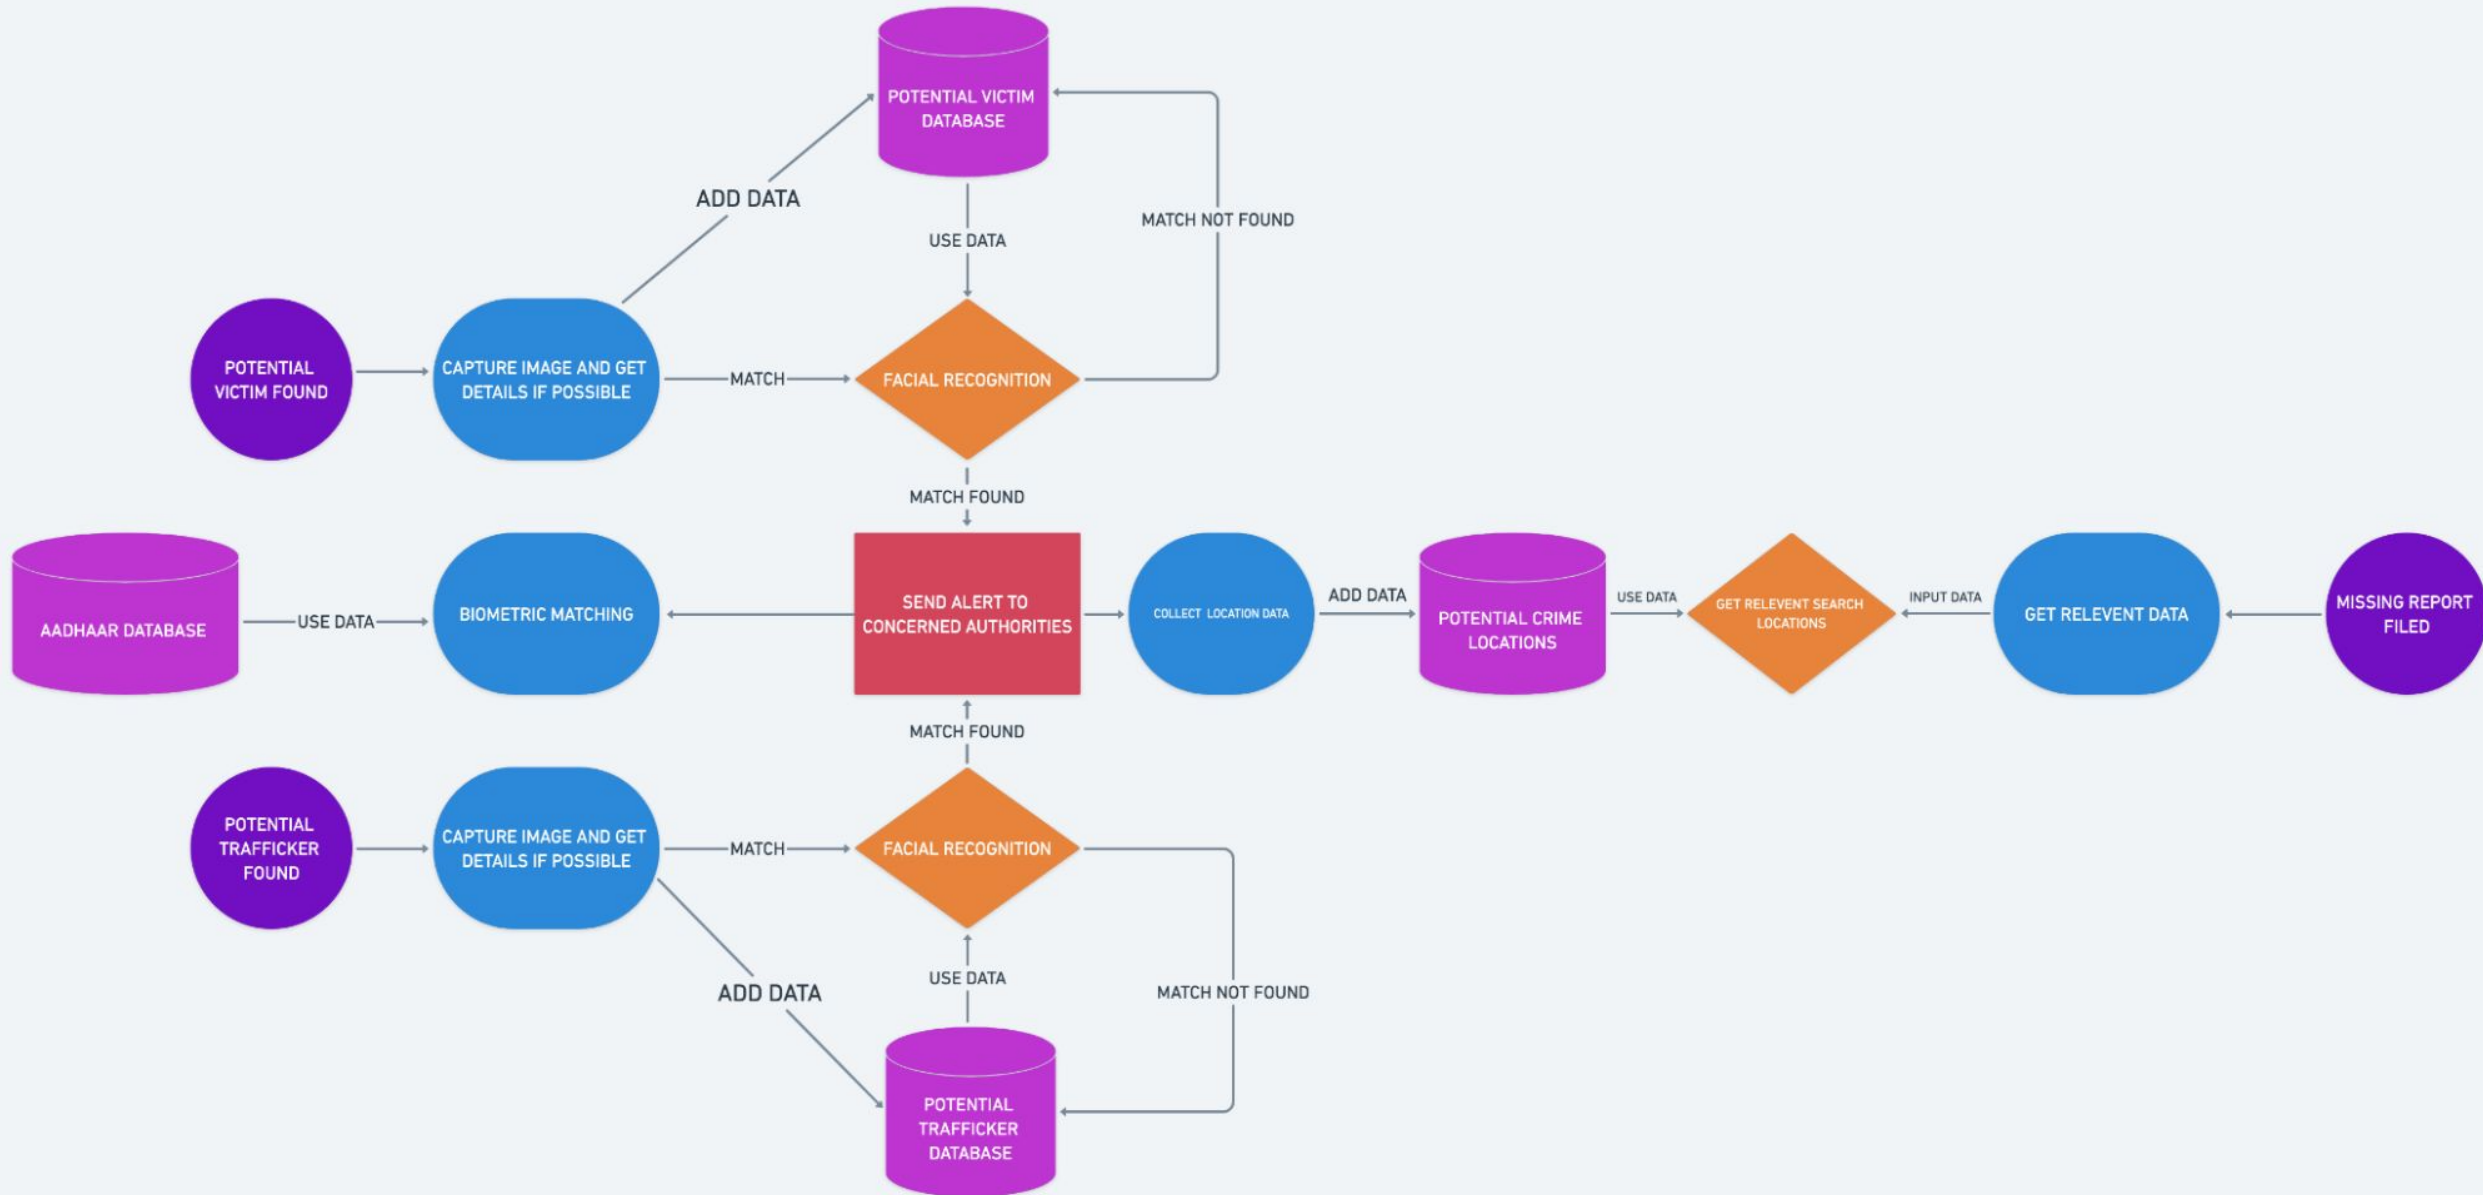 POTENTIAL VICTIM
DATABASE
ADD DATA
MATCH NOT FOUND
USE DATA
POTENTIAL
VICTIM FOUND
CAPTURE IMAGE AND GET
DETAILS IF POSSIBLE
MATCH
FACIAL RECOGNITION
MATCH FOUND
AADHAAR DATABASE
USE DATA
BIOMETRIC MATCHING
SEND ALERT TO
CONCERNED AUTHORITIES
COLLECT LOCATION DATA
ADD DATA
POTENTIAL CRIME
LOCATIONS
USE DATA
GET RELEVENT SEARCH
LOCATIONS
INPUT DATA
GET RELEVENT DATA
MISSING REPORT
FILED
MATCH FOUND
POTENTIAL
TRAFFICKER
FOUND
CAPTURE IMAGE AND GET
DETAILS IF POSSIBLE
MATCH
FACIAL RECOGNITION
USE DATA
ADD DATA
MATCH NOT FOUND
POTENTIAL
TRAFFICKER
DATABASE